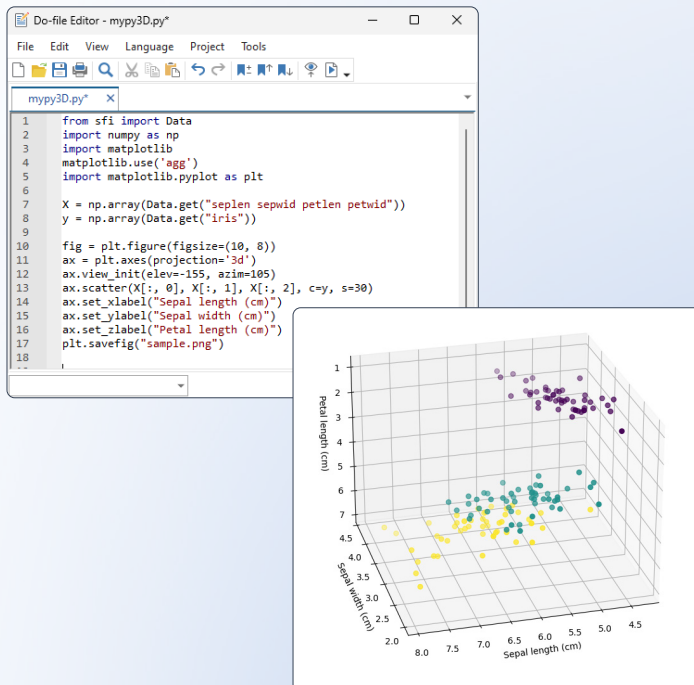 Do-file Editor - mypy3D.py*
File Edit View Language Project Tools
mypy3D.py*
1 from sfi import Data
2 import numpy as np
3 import matplotlib
4 matplotlib.use('agg')
5 import matplotlib.pyplot as plt
6
7 X = np.array(Data.get("seplen sepwid petlen petwid"))
8 y = np.array(Data.get("iris"))
9
10 fig = plt.figure(figsize=(10, 8))
11 ax = plt.axes(projection='3d')
12 ax.view_init(elev=-155, azim=105)
13 ax.scatter(X[:, 0], X[:, 1], X[:, 2], c=y, s=30)
14 ax.set_xlabel("Sepal length (cm)")
15 ax.set_ylabel("Sepal width (cm)")
16 ax.set_zlabel("Petal length (cm)")
17 plt.savefig("sample.png")
18
1
2
3
4
5
6
7
Petal length (cm)
4.5
4.0
3.5
3.0
2.5
2.0
Sepal width (cm)
8.0 7.5 7.0 6.5 6.0 5.5 5.0 4.5
Sepal length (cm)